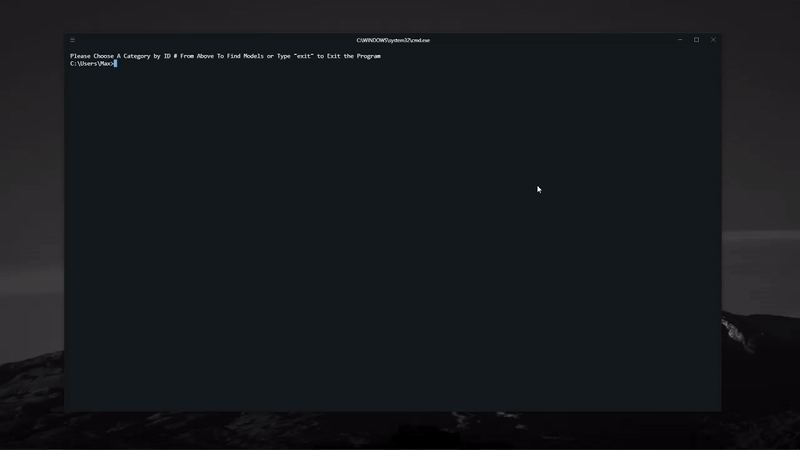 C:\WINDOWS\system32\cmd.exe
Please Choose A Category by ID # From Above To Find Models or Type "exit" to Exit the Program
C:\Users\Max>